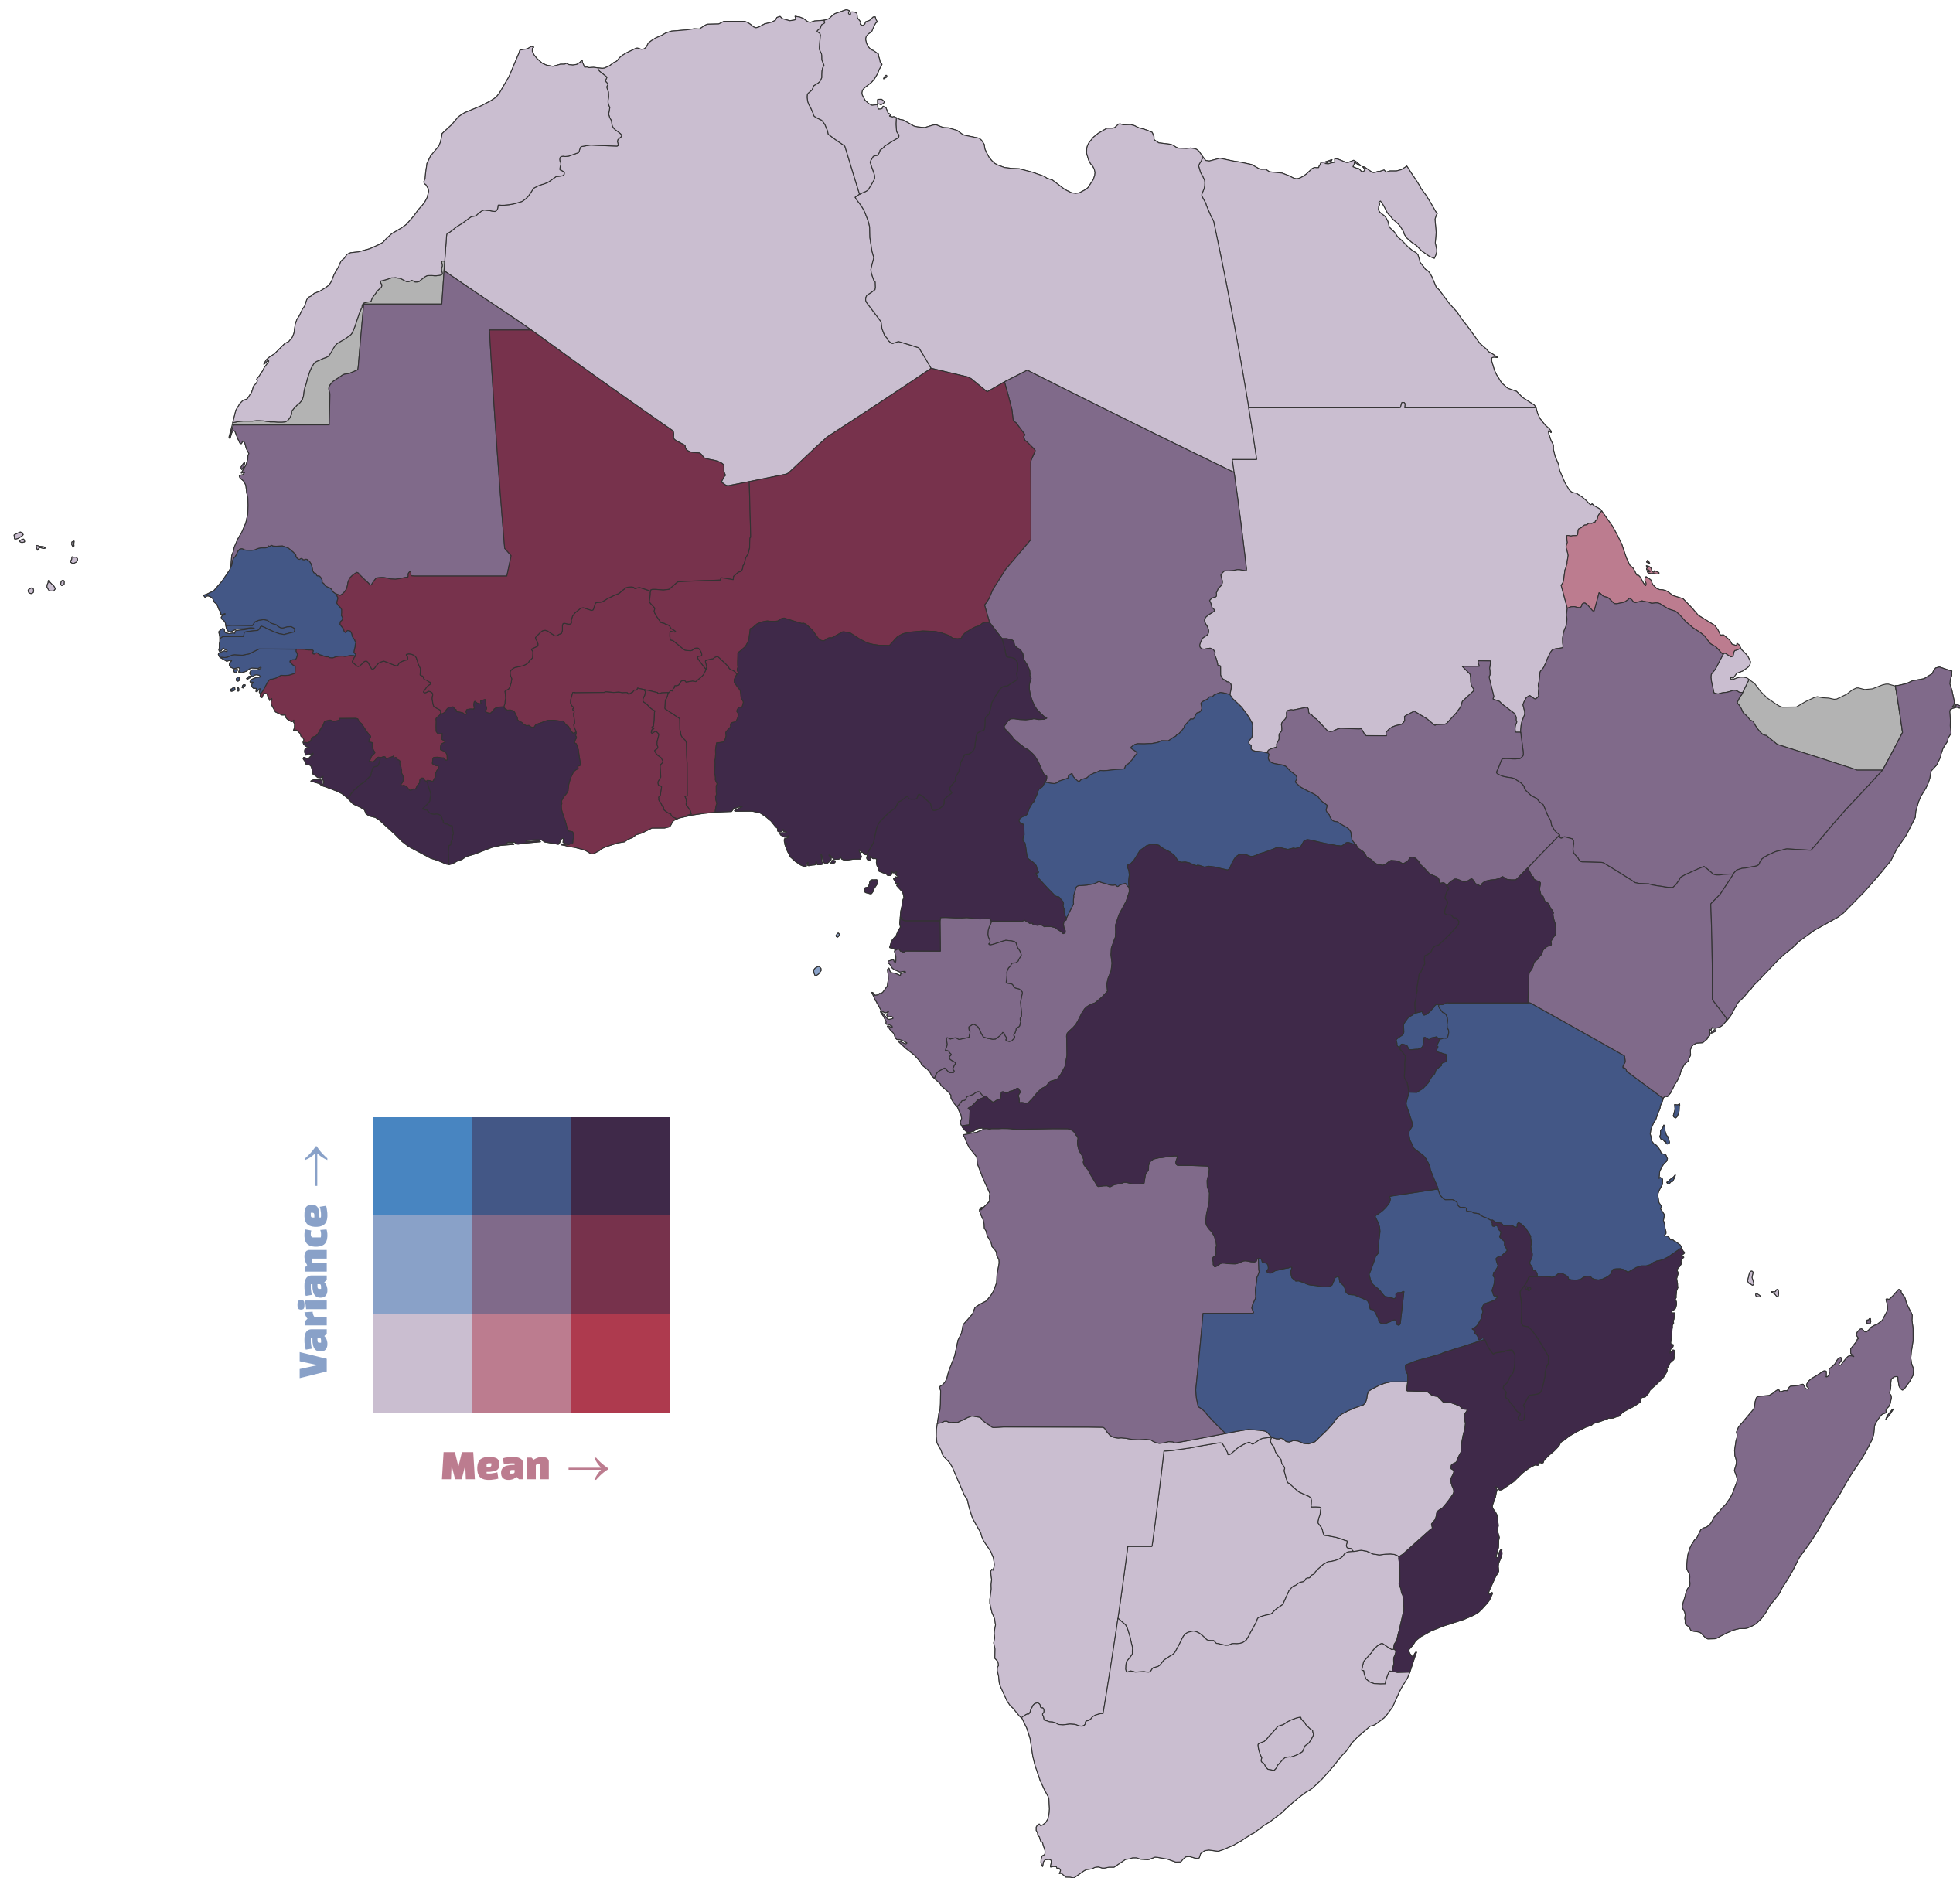 Variance →
Mean →